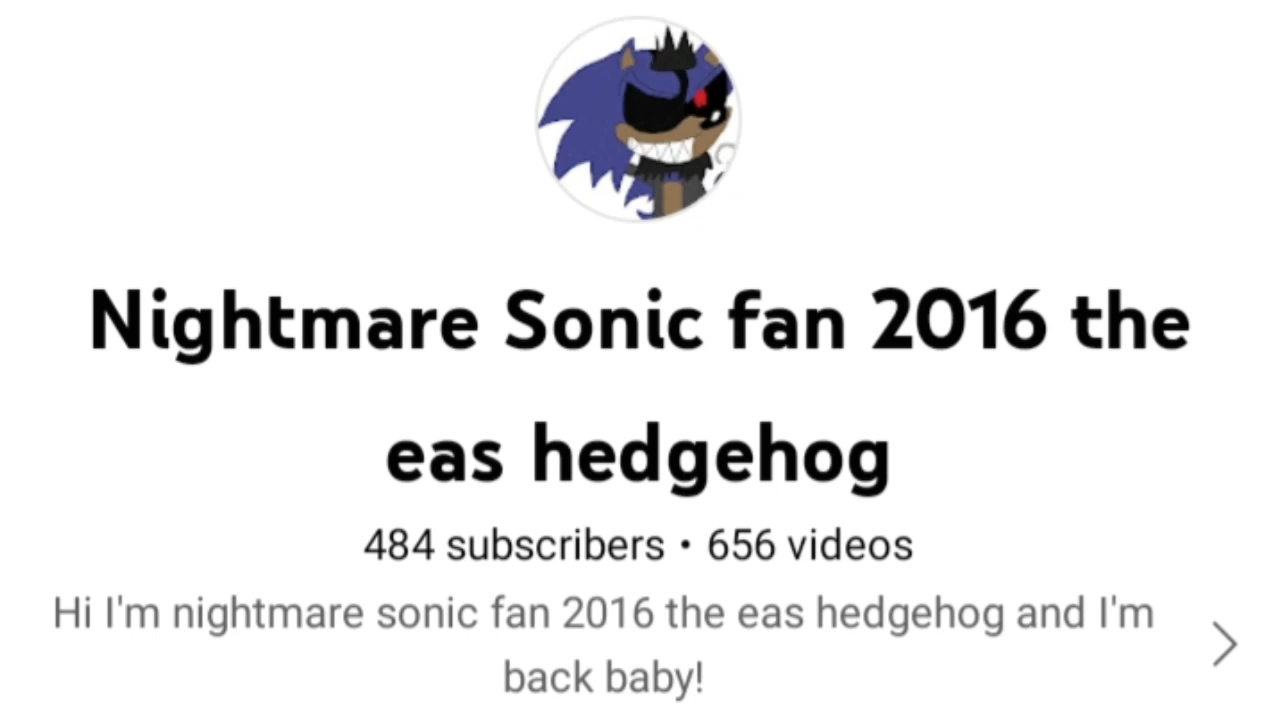 Nightmare Sonic fan 2016 the
eas hedgehog
484 subscribers • 656 videos
Hi I'm nightmare sonic fan 2016 the eas hedgehog and I'm
back baby!